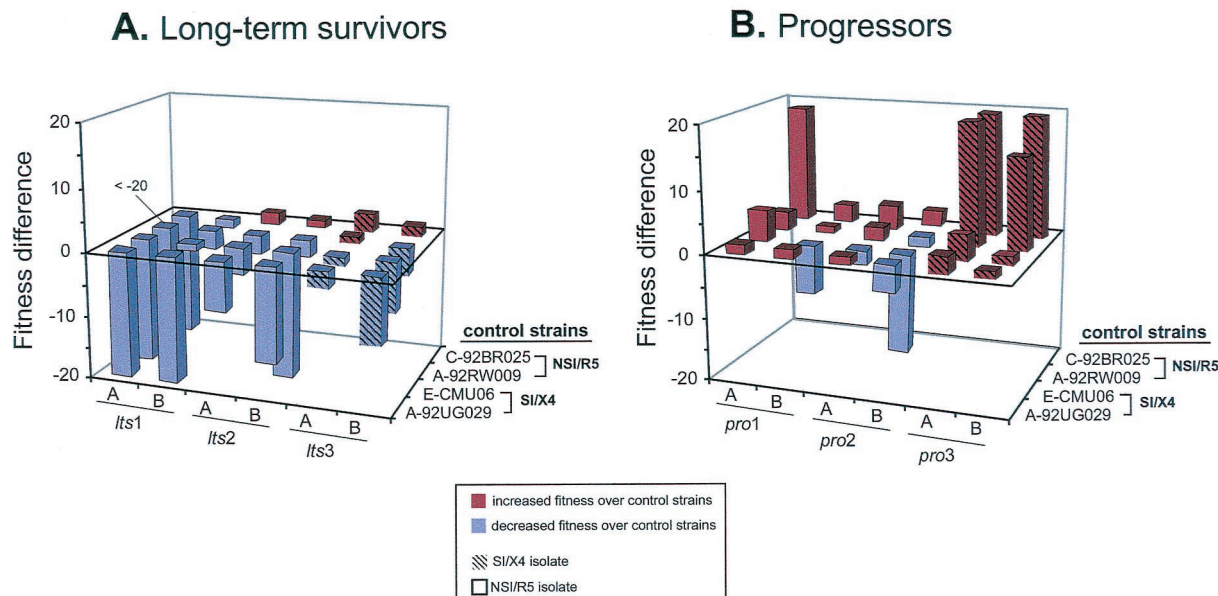 A. Long-term survivors
20
10
0
-10
-20
Fitness difference
< -20
A B A B A B
lts1 lts2 lts3
control strains
C-92BR025
A-92RW009
NSI/R5
E-CMU06
A-92UG029
SI/X4
B. Progressors
20
10
0
-10
-20
Fitness difference
A B A B A B
pro1 pro2 pro3
control strains
C-92BR025
A-92RW009
NSI/R5
E-CMU06
A-92UG029
SI/X4
increased fitness over control strains
decreased fitness over control strains
SI/X4 isolate
NSI/R5 isolate